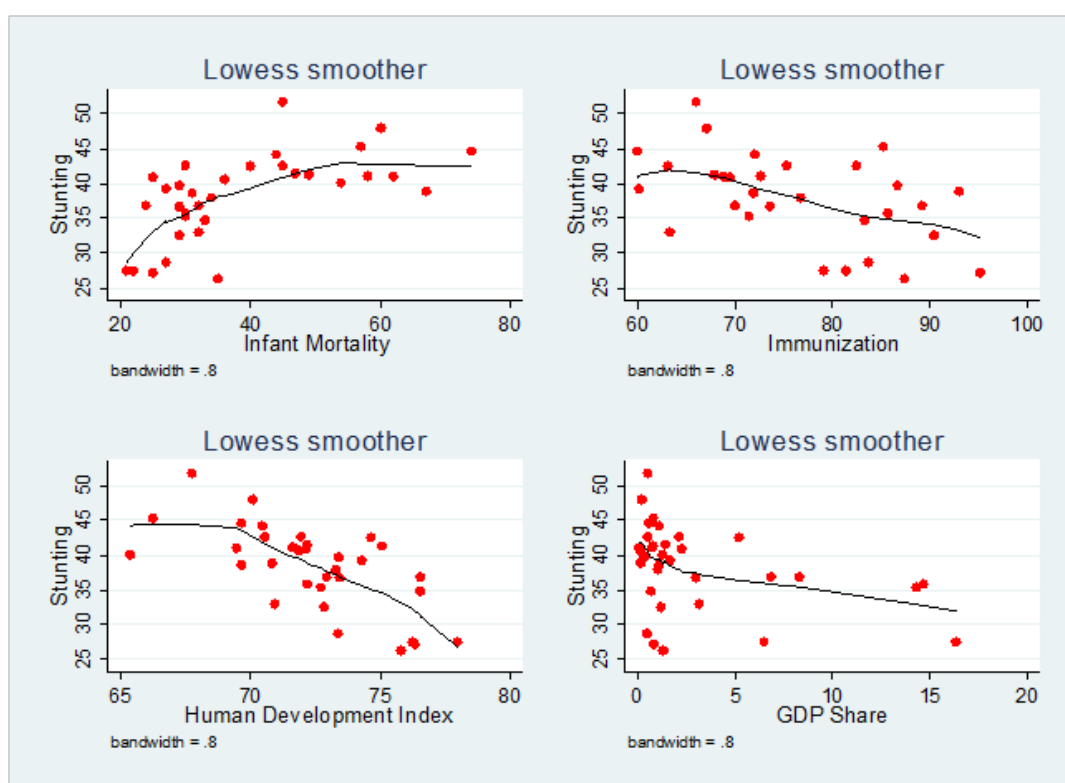 Lowess smoother
50
45
40
35
30
25
Stunting
20 40 60 80
Infant Mortality
bandwidth = .8
Lowess smoother
50
45
40
35
30
25
Stunting
60 70 80 90 100
Immunization
bandwidth = .8
Lowess smoother
50
45
40
35
30
25
Stunting
65 70 75 80
Human Development Index
bandwidth = .8
Lowess smoother
50
45
40
35
30
25
Stunting
0 5 10 15 20
GDP Share
bandwidth = .8